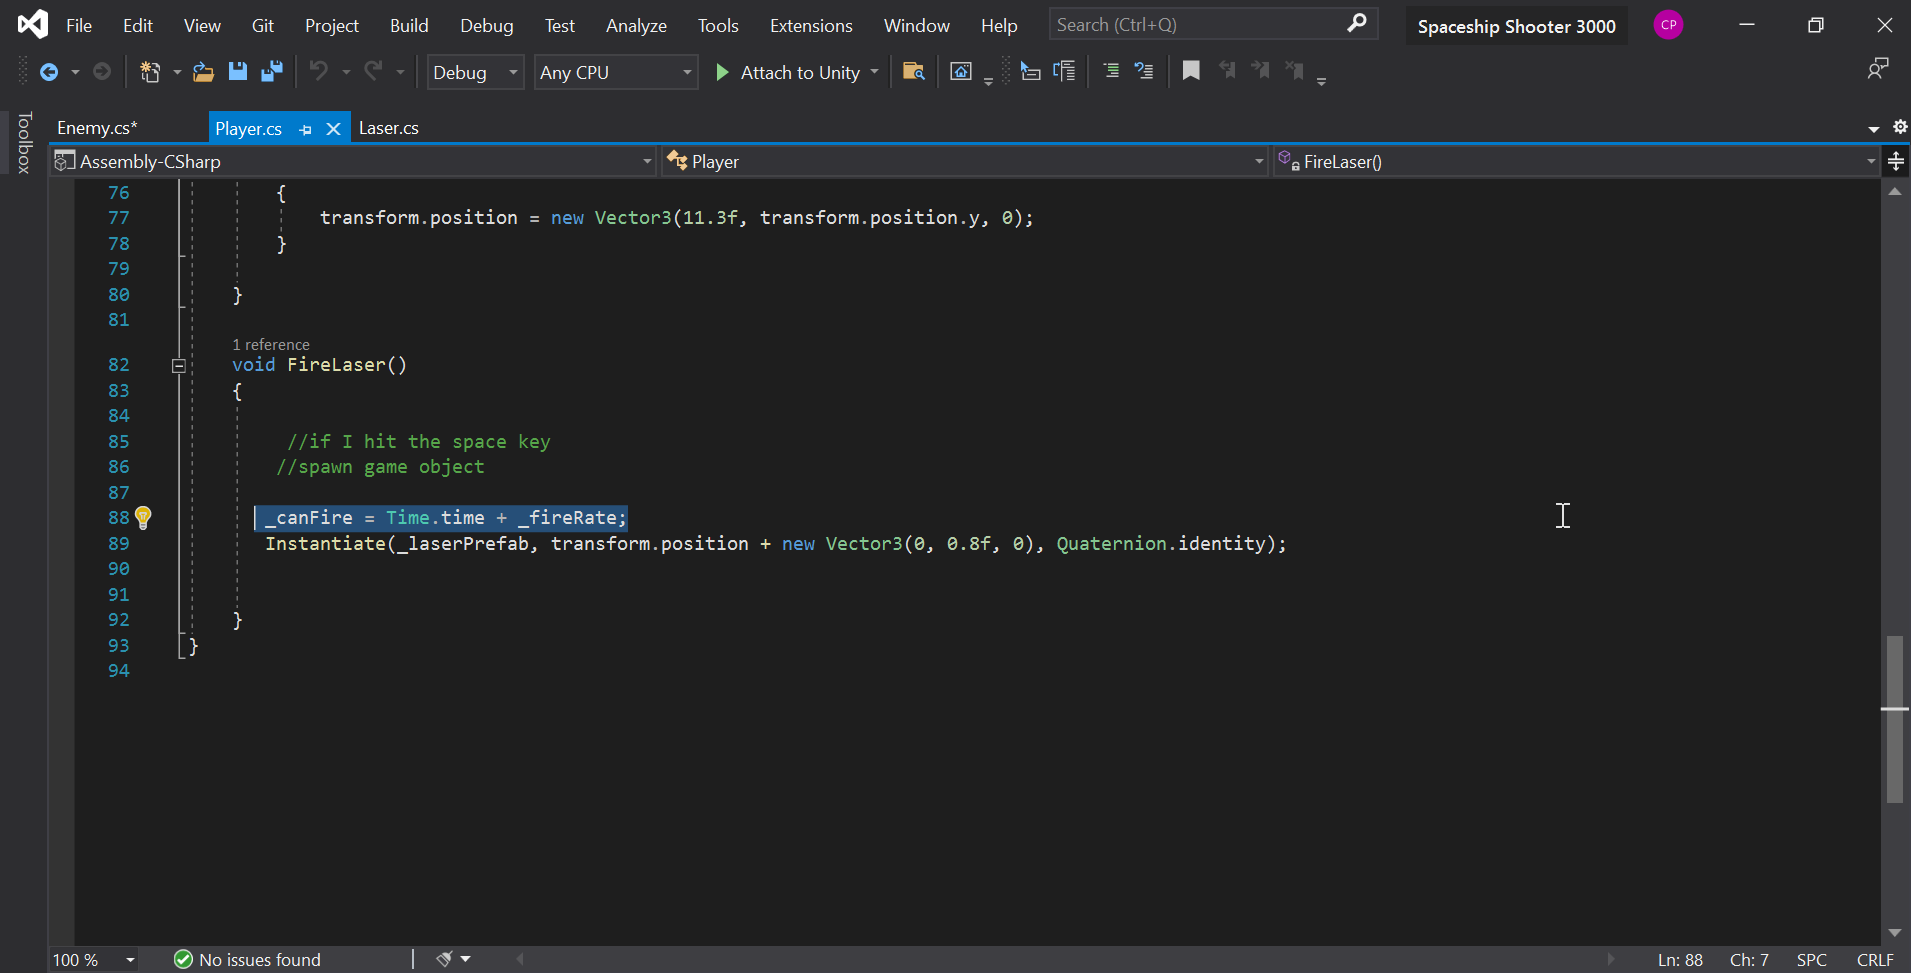 File Edit View Git Project Build Debug Test Analyze Tools Extensions Window Help Search (Ctrl+Q) Spaceship Shooter 3000 CP
Debug Any CPU Attach to Unity
Toolbox
Enemy.cs* Player.cs Laser.cs
Assembly-CSharp Player FireLaser()
76 {
77 transform.position = new Vector3(11.3f, transform.position.y, 0);
78 }
79
80 }
81
1 reference
82 void FireLaser()
83 {
84
85 //if I hit the space key
86 //spawn game object
87
88 _canFire = Time.time + _fireRate;
89 Instantiate(_laserPrefab, transform.position + new Vector3(0, 0.8f, 0), Quaternion.identity);
90
91
92 }
93 }
94
100 % No issues found Ln: 88 Ch: 7 SPC CRLF